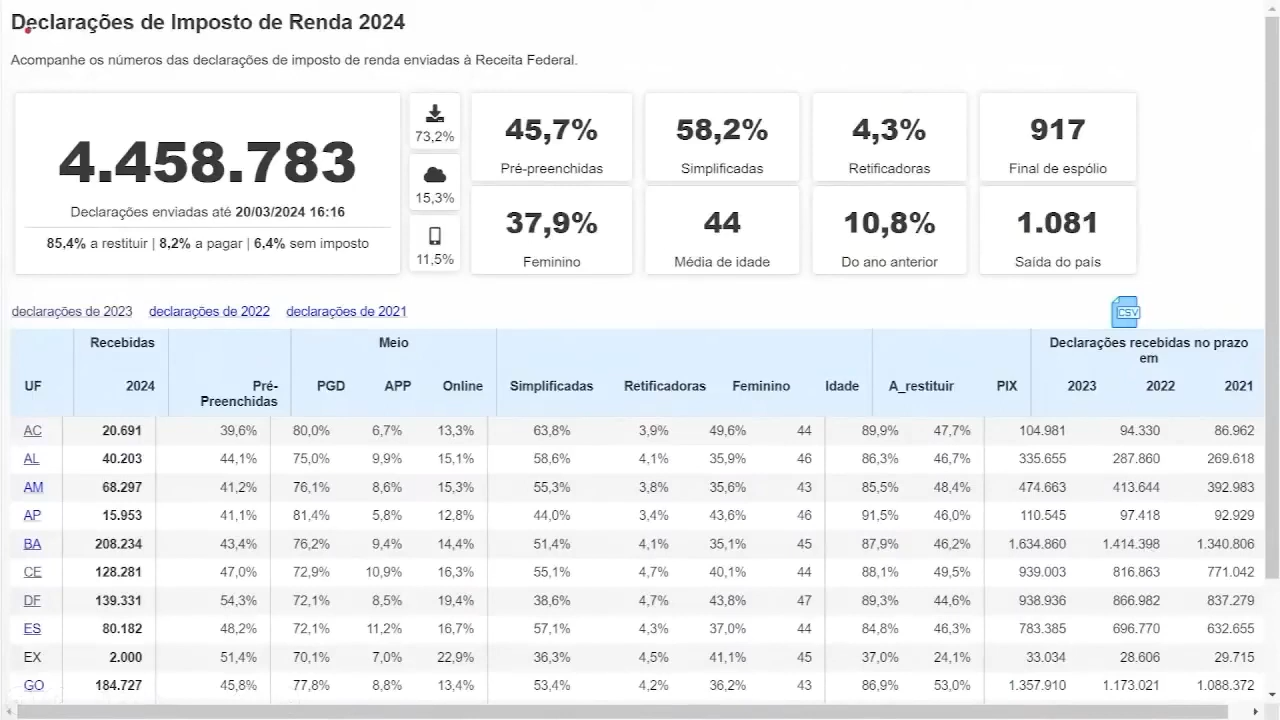 Declarações de Imposto de Renda 2024
Acompanhe os números das declarações de imposto de renda enviadas à Receita Federal.
4.458.783
Declarações enviadas até 20/03/2024 16:16
85,4% a restituir | 8,2% a pagar | 6,4% sem imposto
73,2%
15,3%
11,5%
45,7%
Pré-preenchidas
58,2%
Simplificadas
4,3%
Retificadoras
917
Final de espólio
37,9%
Feminino
44
Média de idade
10,8%
Do ano anterior
1.081
Saída do país
declarações de 2023 declarações de 2022 declarações de 2021
CSV
Recebidas Meio Declarações recebidas no prazo
em
UF 2024 Pré- PGD APP Online Simplificadas Retificadoras Feminino Idade A_restituir PIX 2023 2022 2021
Preenchidas
AC 20.691 39,6% 80,0% 6,7% 13,3% 63,8% 3,9% 49,6% 44 89,9% 47,7% 104.981 94.330 86.962
AL 40.203 44,1% 75,0% 9,9% 15,1% 58,6% 4,1% 35,9% 46 86,3% 46,7% 335.655 287.860 269.618
AM 68.297 41,2% 76,1% 8,6% 15,3% 55,3% 3,8% 35,6% 43 85,5% 48,4% 474.663 413.644 392.983
AP 15.953 41,1% 81,4% 5,8% 12,8% 44,0% 3,4% 43,6% 46 91,5% 46,0% 110.545 97.418 92.929
BA 208.234 43,4% 76,2% 9,4% 14,4% 51,4% 4,1% 35,1% 45 87,9% 46,2% 1.634.860 1.414.398 1.340.806
CE 128.281 47,0% 72,9% 10,9% 16,3% 55,1% 4,7% 40,1% 44 88,1% 49,5% 939.003 816.863 771.042
DF 139.331 54,3% 72,1% 8,5% 19,4% 38,6% 4,7% 43,8% 47 89,3% 44,6% 938.936 866.982 837.279
ES 80.182 48,2% 72,1% 11,2% 16,7% 57,1% 4,3% 37,0% 44 84,8% 46,3% 783.385 696.770 632.655
EX 2.000 51,4% 70,1% 7,0% 22,9% 36,3% 4,5% 41,1% 45 37,0% 24,1% 33.034 28.606 29.715
GO 184.727 45,8% 77,8% 8,8% 13,4% 53,4% 4,2% 36,2% 43 86,9% 53,0% 1.357.910 1.173.021 1.088.372